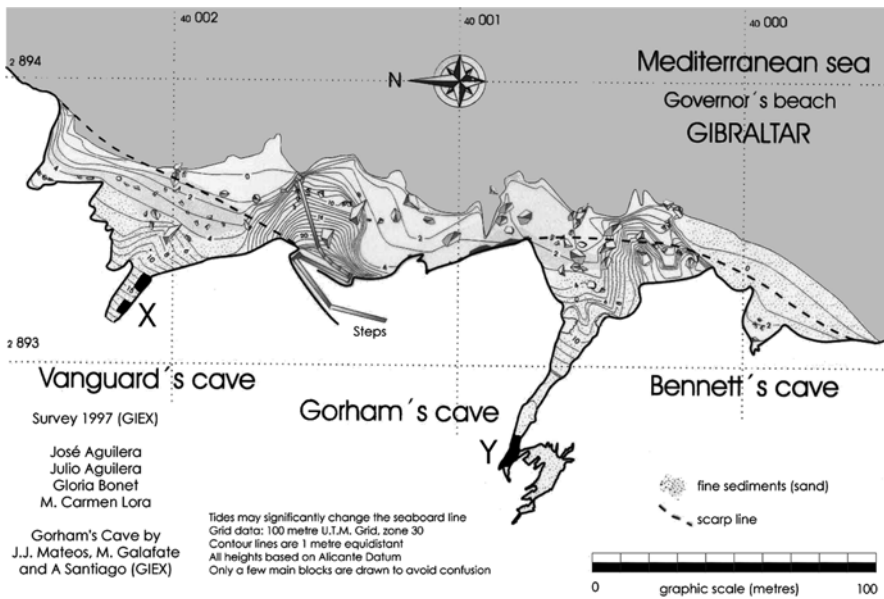 40 002
40 001
40 000
2 894
N
Mediterranean sea
Governor´s beach
GIBRALTAR
X
Steps
2 893
Vanguard´s cave
Gorham´s cave
Bennett´s cave
Y
Survey 1997 (GIEX)
José Aguilera
Julio Aguilera
Gloria Bonet
M. Carmen Lora
Gorham's Cave by
J.J. Mateos, M. Galafate
and A Santiago (GIEX)
Tides may significantly change the seaboard line
Grid data: 100 metre U.T.M. Grid, zone 30
Contour lines are 1 metre equidistant
All heights based on Alicante Datum
Only a few main blocks are drawn to avoid confusion
fine sediments (sand)
scarp line
0 graphic scale (metres) 100